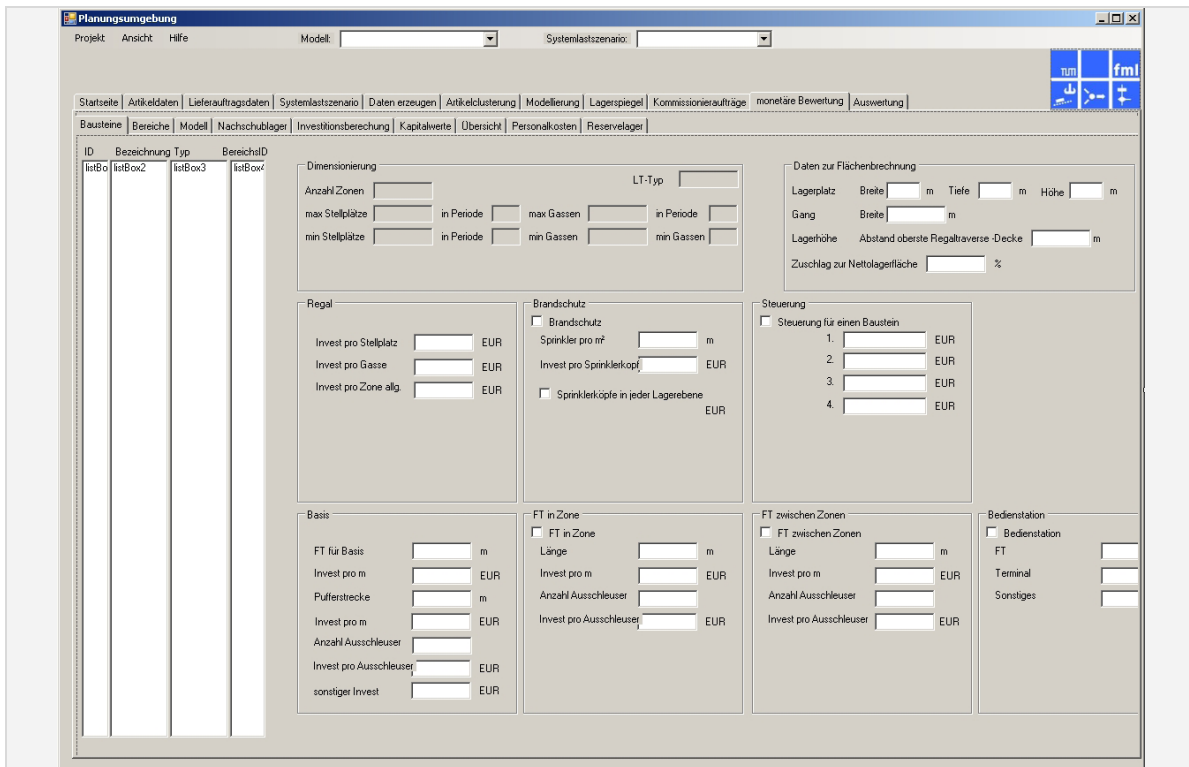 Planungsumgebung
Projekt Ansicht Hilfe Modell: Systemlastszenario:
TUM fml
Startseite Artikeldaten Lieferauftragsdaten Systemlastszenario Daten erzeugen Artikelclusterung Modellierung Lagerspiegel Kommissionieraufträge monetäre Bewertung Auswertung
Bausteine Bereiche Modell Nachschublager Investitionsberechung Kapitalwerte Übersicht Personalkosten Reservelager
ID Bezeichnung Typ BereichsID
listBo listBox2 listBox3 listBox4
Dimensionierung
LT-Typ
Anzahl Zonen
max Stellplätze in Periode max Gassen in Periode
min Stellplätze in Periode min Gassen min Gassen
Daten zur Flächenbrechnung
Lagerplatz Breite m Tiefe m Höhe m
Gang Breite m
Lagerhöhe Abstand oberste Regaltraverse -Decke m
Zuschlag zur Nettolagerfläche %
Regal
Invest pro Stellplatz EUR
Invest pro Gasse EUR
Invest pro Zone allg. EUR
Brandschutz
Brandschutz
Sprinkler pro m² m
Invest pro Sprinklerkopf EUR
Sprinklerköpfe in jeder Lagerebene
EUR
Steuerung
Steuerung für einen Baustein
1. EUR
2. EUR
3. EUR
4. EUR
Basis
FT für Basis m
Invest pro m EUR
Pufferstrecke m
Invest pro m EUR
Anzahl Ausschleuser
Invest pro Ausschleuser EUR
sonstiger Invest EUR
FT in Zone
FT in Zone
Länge m
Invest pro m EUR
Anzahl Ausschleuser
Invest pro Ausschleuser EUR
FT zwischen Zonen
FT zwischen Zonen
Länge m
Invest pro m EUR
Anzahl Ausschleuser
Invest pro Ausschleuser EUR
Bedienstation
Bedienstation
FT
Terminal
Sonstiges